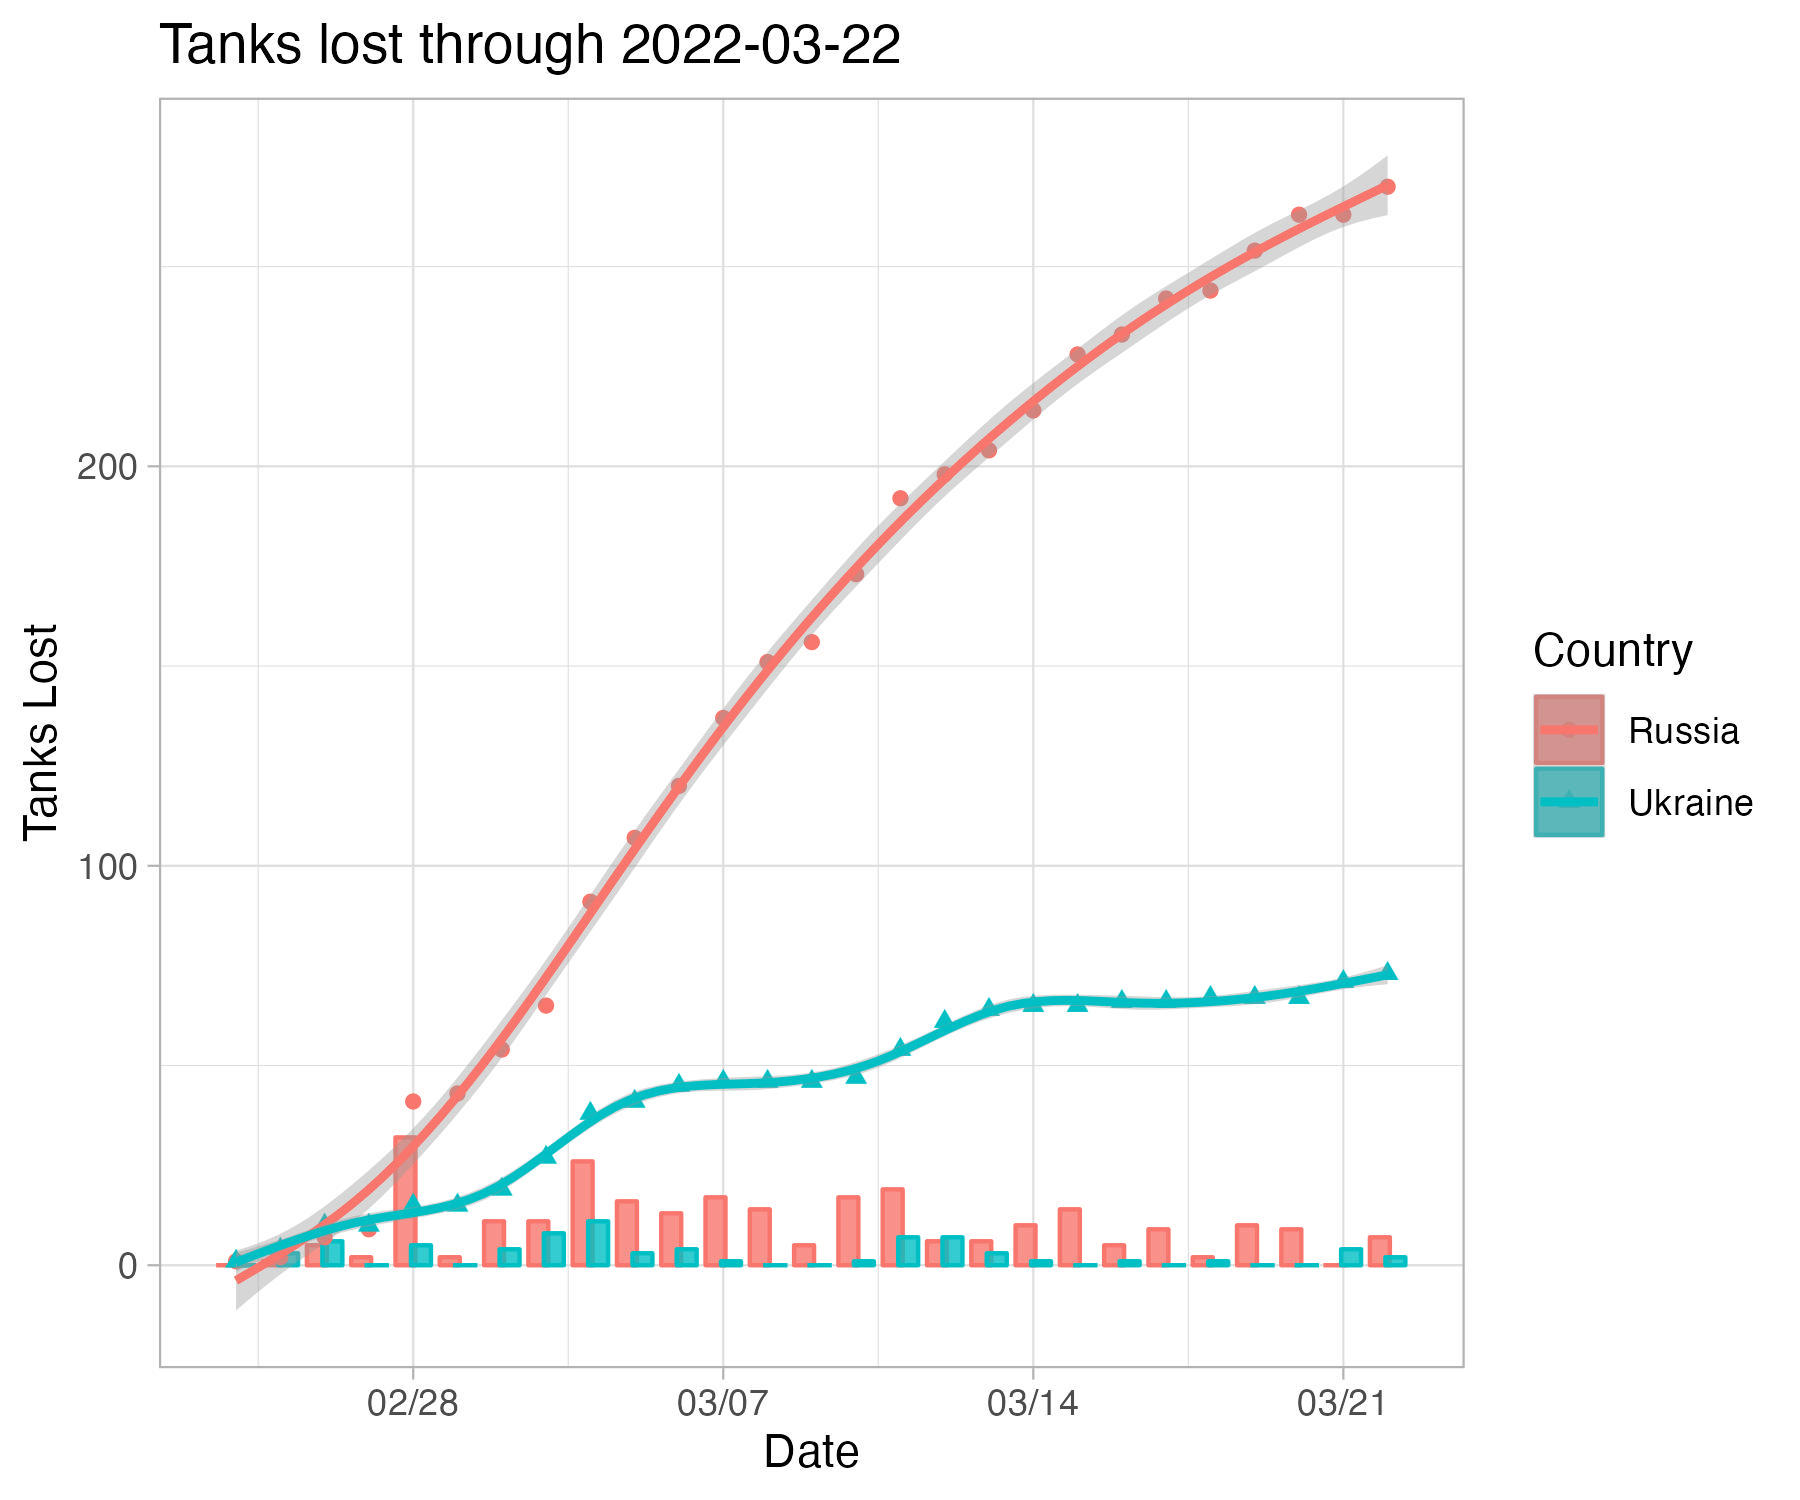 Tanks lost through 2022-03-22
Tanks Lost
200
100
0
02/28
03/07
03/14
03/21
Date
Country
Russia
Ukraine